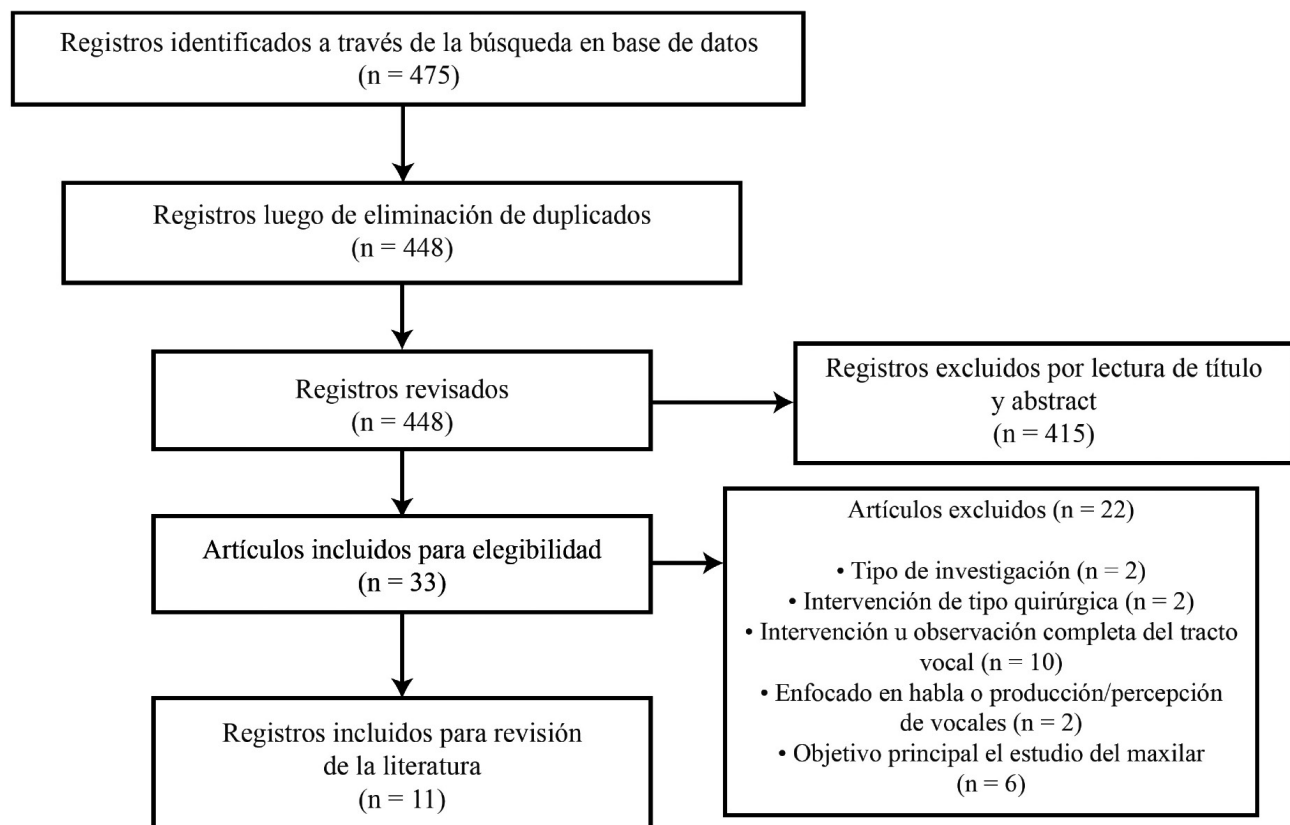 Registros identificados a través de la búsqueda en base de datos
(n = 475)
Registros luego de eliminación de duplicados
(n = 448)
Registros revisados
(n = 448)
Registros excluidos por lectura de título
y abstract
(n = 415)
Artículos incluidos para elegibilidad
(n = 33)
Artículos excluidos (n = 22)
• Tipo de investigación (n = 2)
• Intervención de tipo quirúrgica (n = 2)
• Intervención u observación completa del tracto
vocal (n = 10)
• Enfocado en habla o producción/percepción
de vocales (n = 2)
• Objetivo principal el estudio del maxilar
(n = 6)
Registros incluidos para revisión
de la literatura
(n = 11)